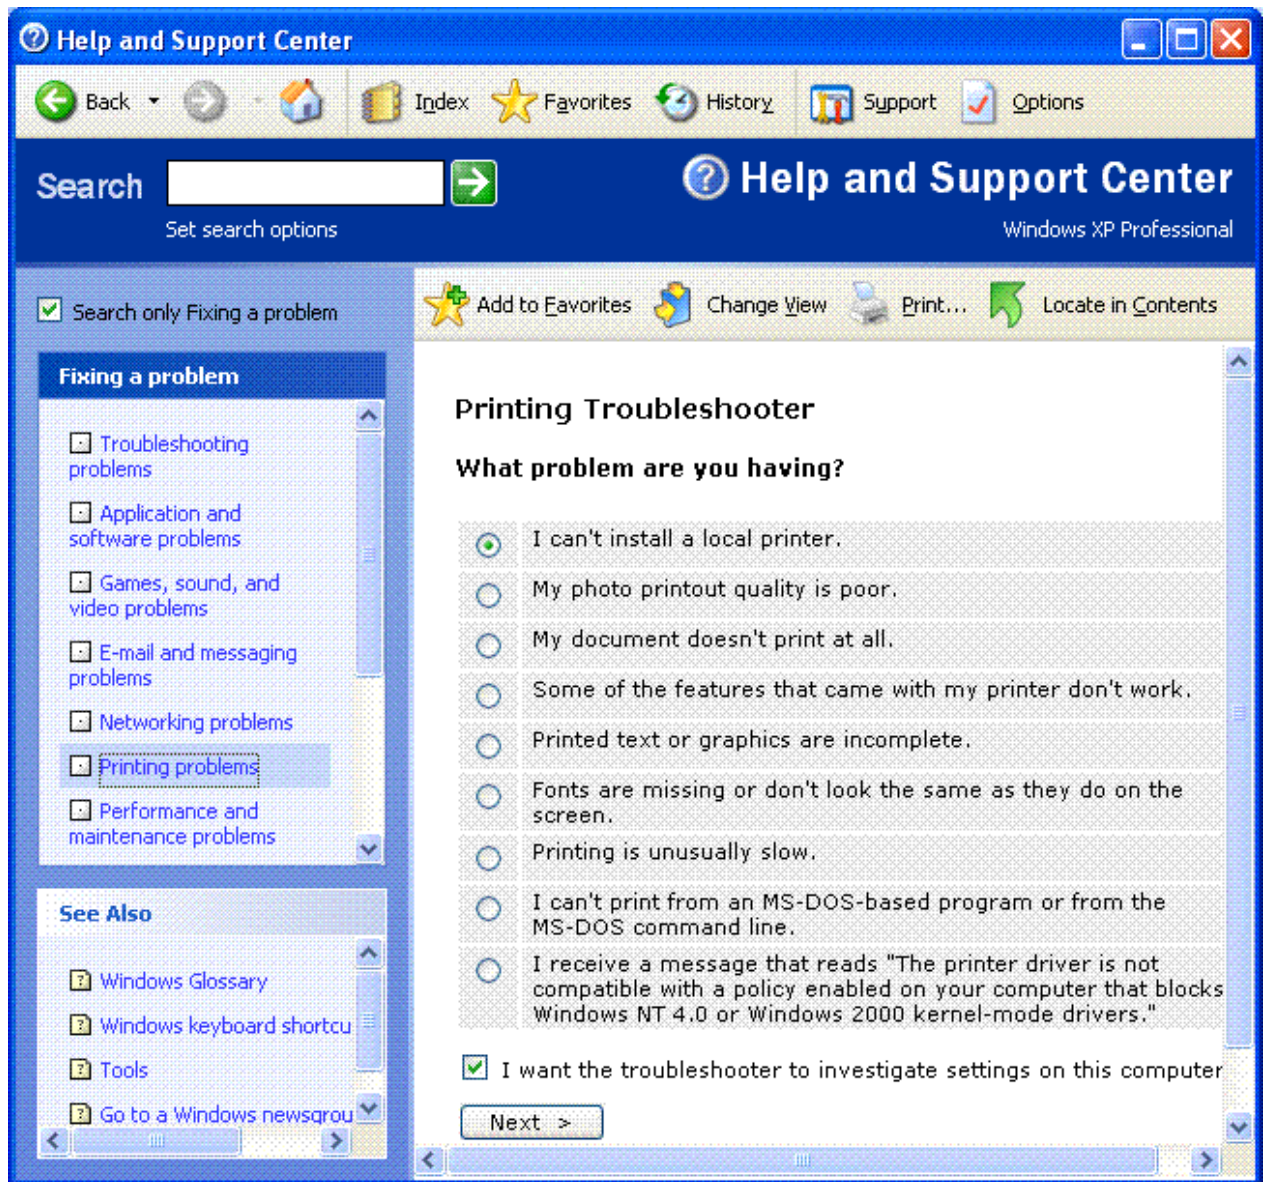 Help and Support Center
Back
Index
Favorites
History
Support
Options
Search
Help and Support Center
Set search options
Windows XP Professional
Search only Fixing a problem
Add to Favorites
Change View
Print...
Locate in Contents
Fixing a problem
Troubleshooting
problems
Application and
software problems
Games, sound, and
video problems
E-mail and messaging
problems
Networking problems
Printing problems
Performance and
maintenance problems
See Also
Windows Glossary
Windows keyboard shortcu
Tools
Go to a Windows newsgrou
Printing Troubleshooter
What problem are you having?
I can't install a local printer.
My photo printout quality is poor.
My document doesn't print at all.
Some of the features that came with my printer don't work.
Printed text or graphics are incomplete.
Fonts are missing or don't look the same as they do on the
screen.
Printing is unusually slow.
I can't print from an MS-DOS-based program or from the
MS-DOS command line.
I receive a message that reads "The printer driver is not
compatible with a policy enabled on your computer that blocks
Windows NT 4.0 or Windows 2000 kernel-mode drivers."
I want the troubleshooter to investigate settings on this computer
Next >